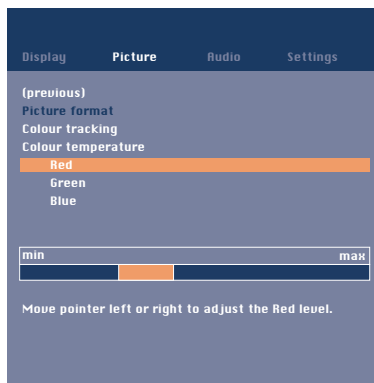 Display Picture Audio Settings
(previous)
Picture format
Colour tracking
Colour temperature
Red
Green
Blue
min max
Move pointer left or right to adjust the Red level.